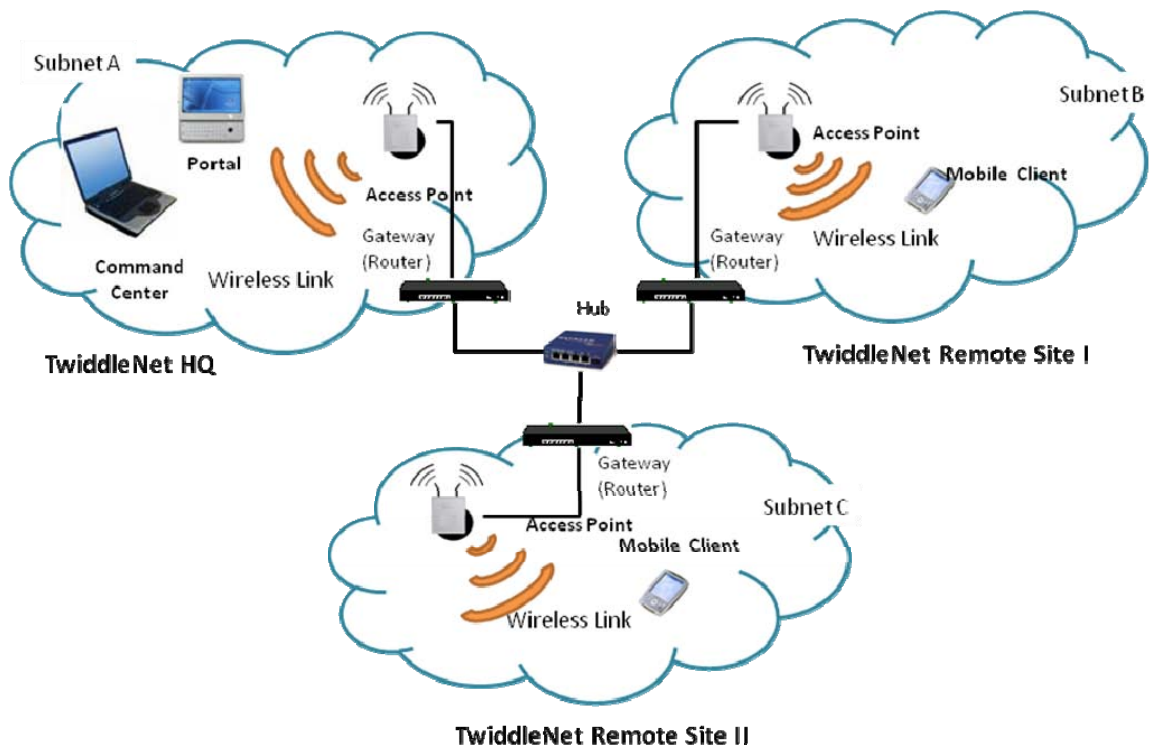 Subnet A
Portal
Access Point
Command
Center
Wireless Link
Gateway
(Router)
TwiddleNet HQ
Hub
Subnet B
Access Point
Mobile Client
Wireless Link
Gateway
(Router)
TwiddleNet Remote Site I
Gateway
(Router)
Subnet C
Access Point
Mobile Client
Wireless Link
TwiddleNet Remote Site II